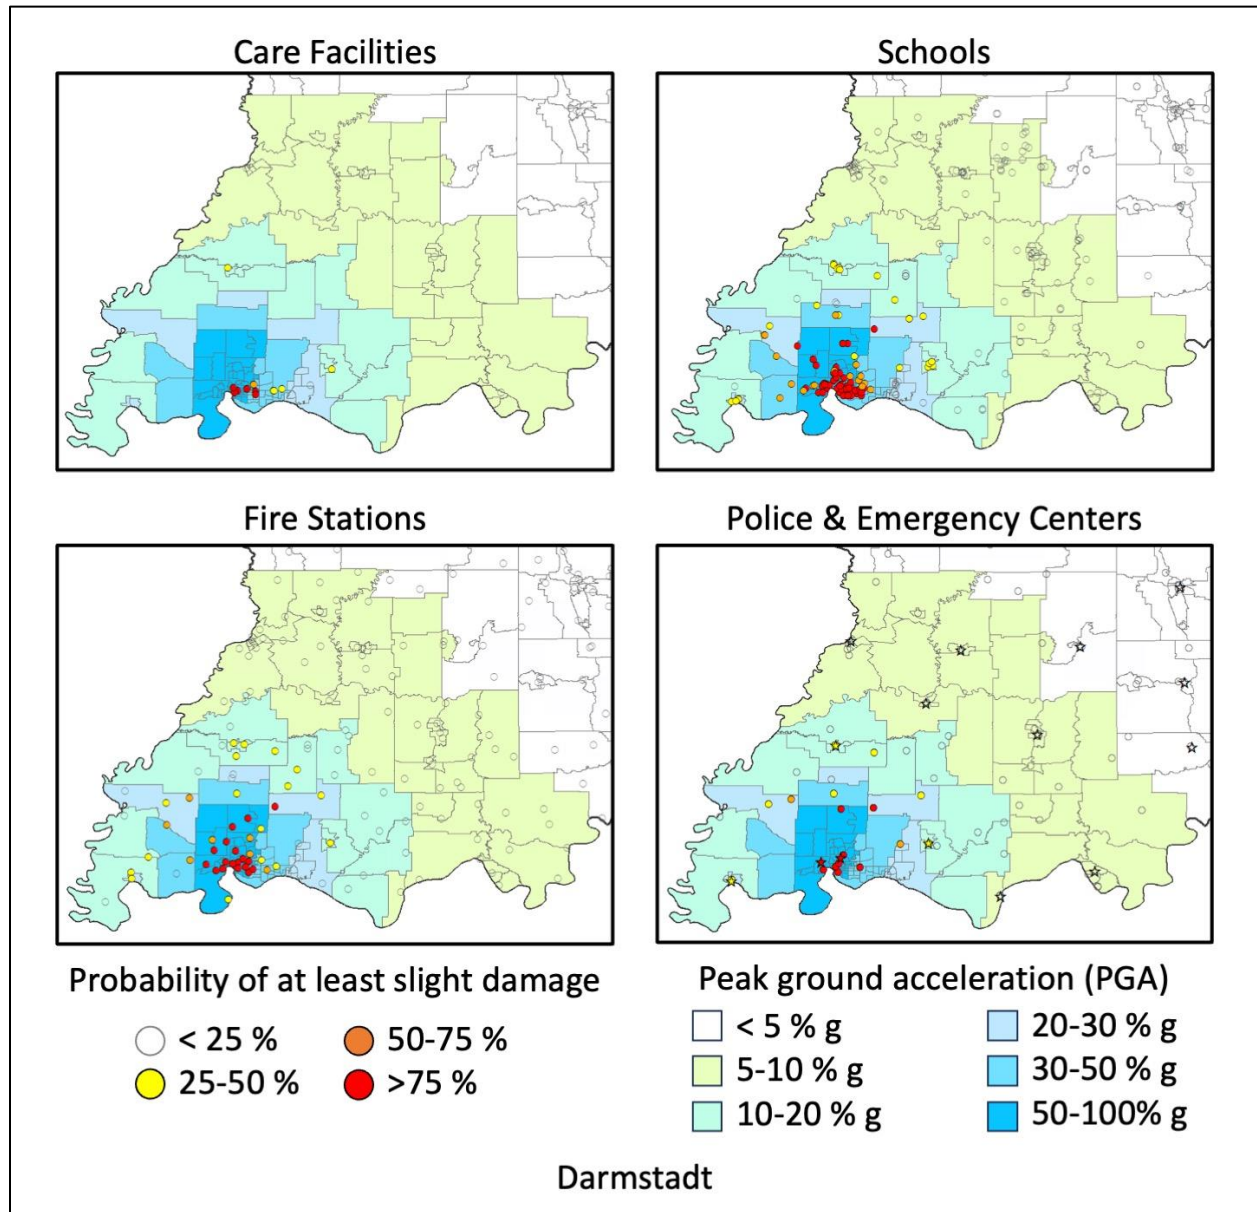 Care Facilities
Schools
Fire Stations
Police & Emergency Centers
Probability of at least slight damage
< 25 %
50-75 %
25-50 %
>75 %
Peak ground acceleration (PGA)
< 5 % g
20-30 % g
5-10 % g
30-50 % g
10-20 % g
50-100% g
Darmstadt